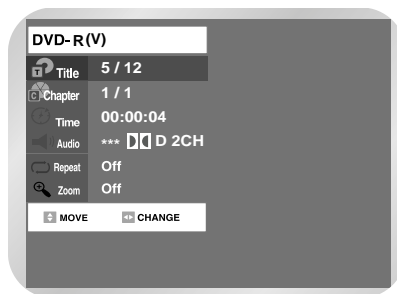 DVD-R(V)
T Title 5 / 12
C Chapter 1 / 1
Time 00:00:04
Audio *** D 2CH
Repeat Off
Zoom Off
MOVE CHANGE